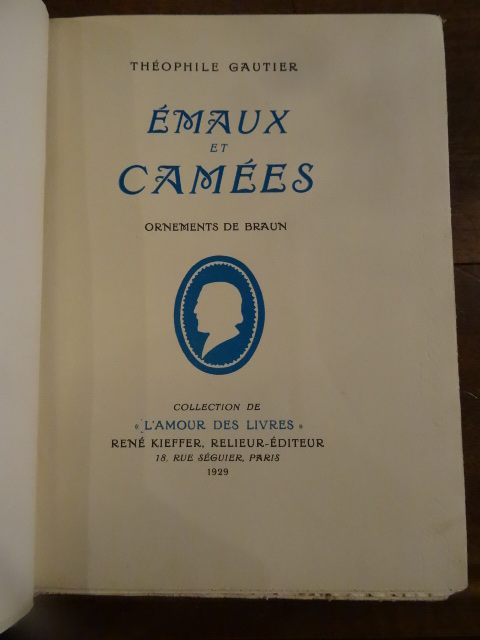 THÉOPHILE GAUTIER
ÉMAUX
ET
CAMÉES
ORNEMENTS DE BRAUN
COLLECTION DE
« L'AMOUR DES LIVRES »
RENÉ KIEFFER, RELIEUR-ÉDITEUR
18, RUE SÉGUIER, PARIS
1929